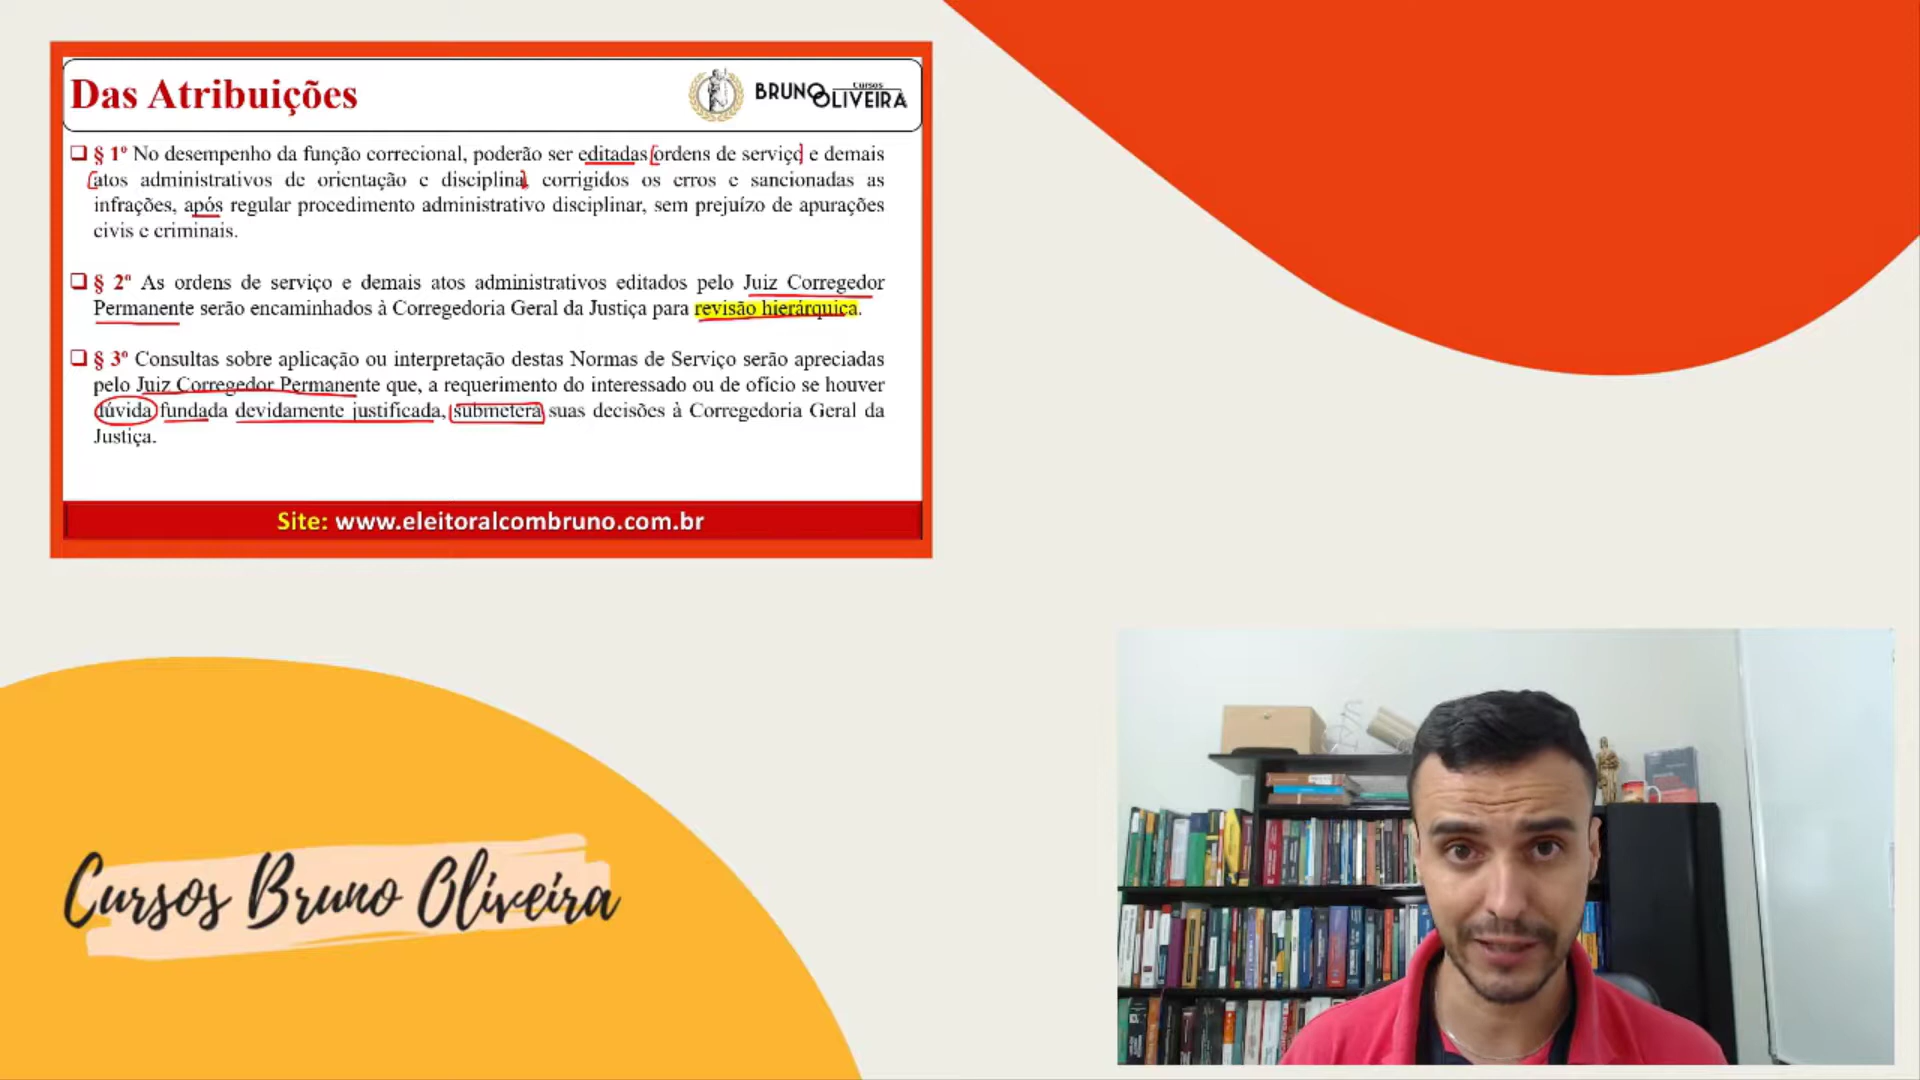 Das Atribuições
Cursos
BRUNO OLIVEIRA
§ 1º No desempenho da função correcional, poderão ser editadas ordens de serviço e demais
atos administrativos de orientação e disciplina, corrigidos os erros e sancionadas as
infrações, após regular procedimento administrativo disciplinar, sem prejuízo de apurações
civis e criminais.
§ 2º As ordens de serviço e demais atos administrativos editados pelo Juiz Corregedor
Permanente serão encaminhados à Corregedoria Geral da Justiça para revisão hierárquica.
§ 3º Consultas sobre aplicação ou interpretação destas Normas de Serviço serão apreciadas
pelo Juiz Corregedor Permanente que, a requerimento do interessado ou de ofício se houver
dúvida fundada devidamente justificada, submeterá suas decisões à Corregedoria Geral da
Justiça.
Site: www.eleitoralcombruno.com.br
Cursos Bruno Oliveira